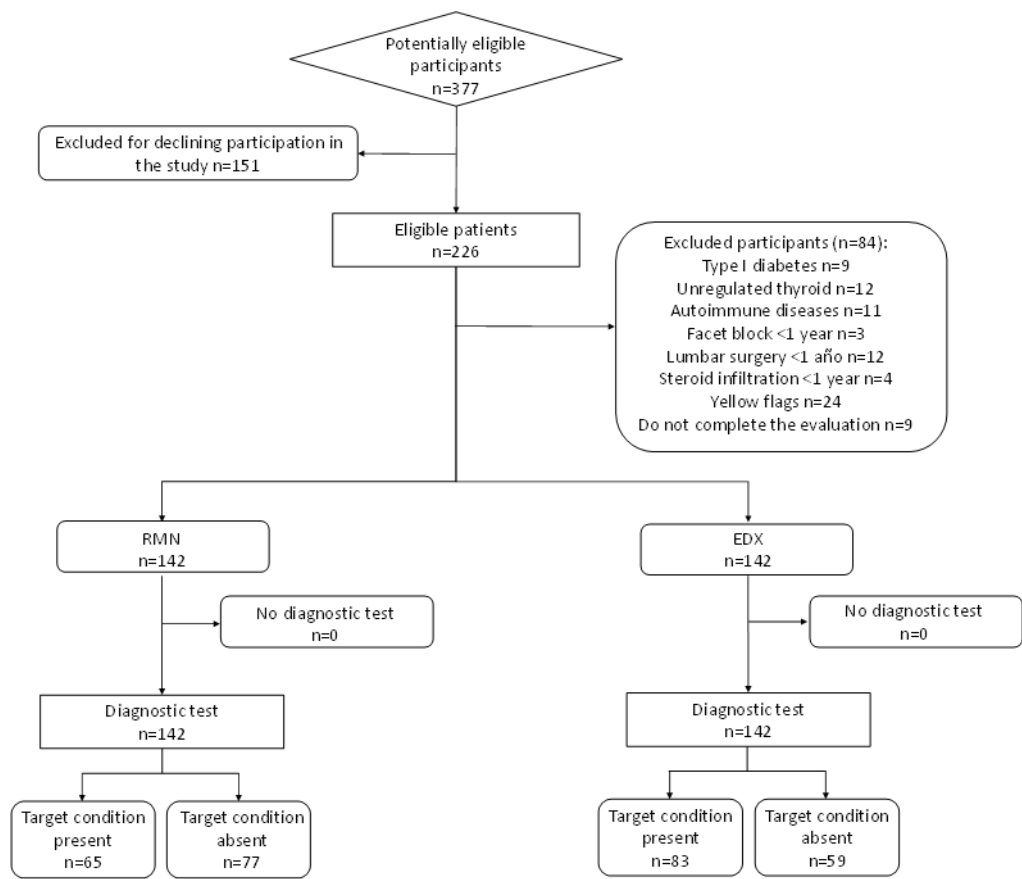 Potentially eligible
participants
n=377
Excluded for declining participation in
the study n=151
Eligible patients
n=226
Excluded participants (n=84):
Type I diabetes n=9
Unregulated thyroid n=12
Autoimmune diseases n=11
Facet block <1 year n=3
Lumbar surgery <1 año n=12
Steroid infiltration <1 year n=4
Yellow flags n=24
Do not complete the evaluation n=9
RMN
n=142
EDX
n=142
No diagnostic test
n=0
No diagnostic test
n=0
Diagnostic test
n=142
Diagnostic test
n=142
Target condition
present
n=65
Target condition
absent
n=77
Target condition
present
n=83
Target condition
absent
n=59